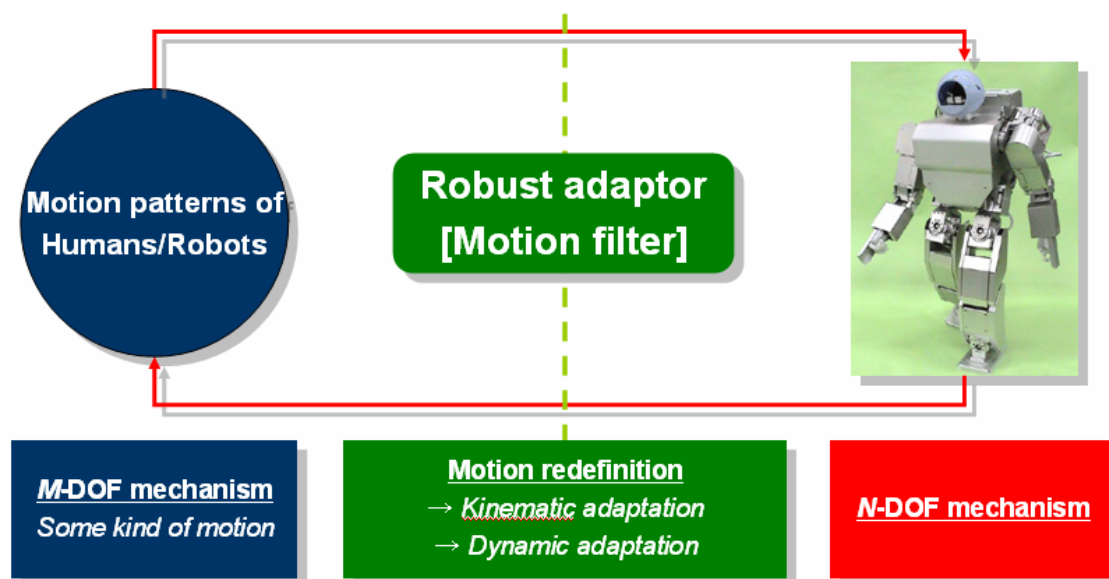 Motion patterns of
Humans/Robots
Robust adaptor
[Motion filter]
M-DOF mechanism
Some kind of motion
Motion redefinition
→ Kinematic adaptation
→ Dynamic adaptation
N-DOF mechanism